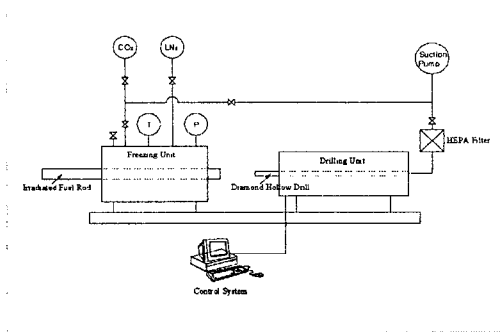 CO₂
LN₂
Suction
Pump
T
P
HEPA Filter
Freezing Unit
Drilling Unit
Irradiated Fuel Rod
Diamond Hollow Drill
Control System